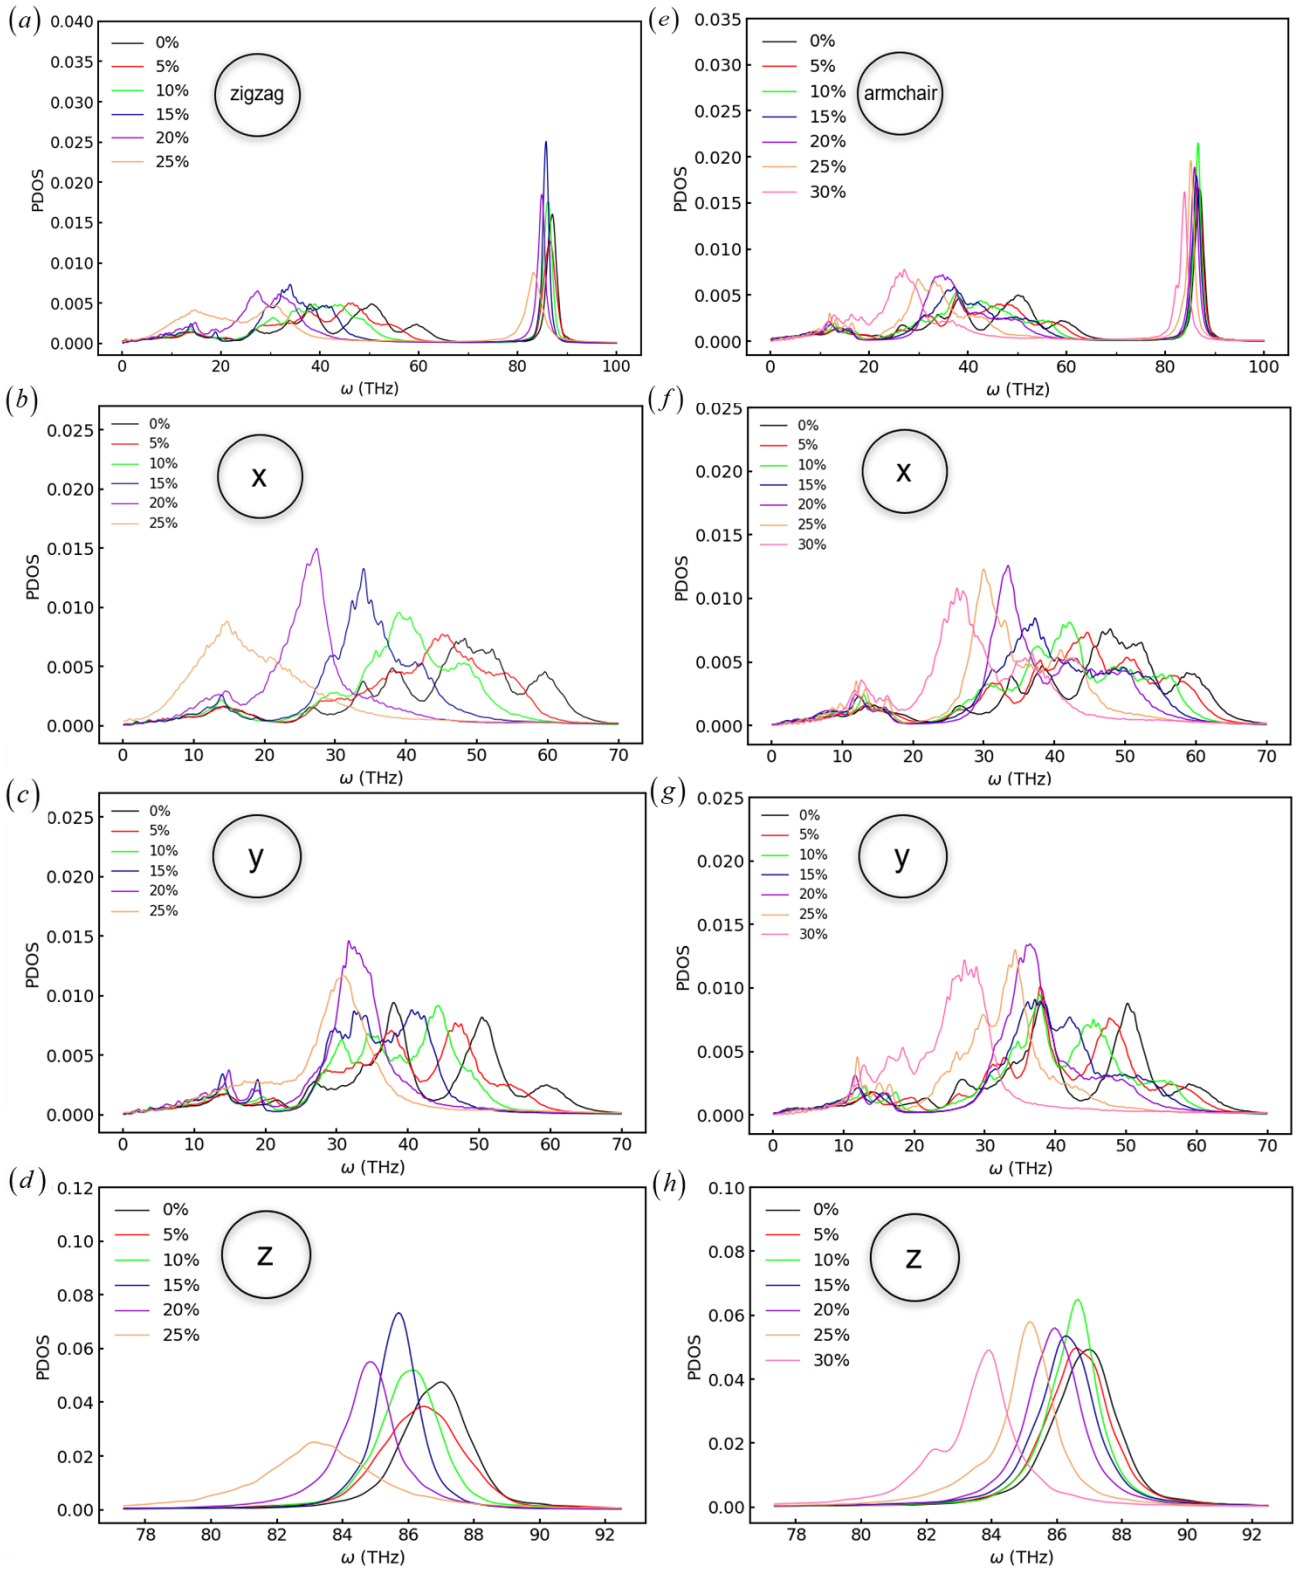 (a)
0.040
0.035
0.030
0.025
0.020
0.015
0.010
0.005
0.000
PDOS
0%
5%
10%
15%
20%
25%
zigzag
0 20 40 60 80 100
ω (THz)
(e)
0.035
0.030
0.025
0.020
0.015
0.010
0.005
0.000
PDOS
0%
5%
10%
15%
20%
25%
30%
armchair
0 20 40 60 80 100
ω (THz)
(b)
0.025
0.020
0.015
0.010
0.005
0.000
PDOS
0%
5%
10%
15%
20%
25%
x
0 10 20 30 40 50 60 70
ω (THz)
(f)
0.025
0.020
0.015
0.010
0.005
0.000
PDOS
0%
5%
10%
15%
20%
25%
30%
x
0 10 20 30 40 50 60 70
ω (THz)
(c)
0.025
0.020
0.015
0.010
0.005
0.000
PDOS
0%
5%
10%
15%
20%
25%
y
0 10 20 30 40 50 60 70
ω (THz)
(g)
0.025
0.020
0.015
0.010
0.005
0.000
PDOS
0%
5%
10%
15%
20%
25%
30%
y
0 10 20 30 40 50 60 70
ω (THz)
(d)
0.12
0.10
0.08
0.06
0.04
0.02
0.00
PDOS
0%
5%
10%
15%
20%
25%
z
78 80 82 84 86 88 90 92
ω (THz)
(h)
0.10
0.08
0.06
0.04
0.02
0.00
PDOS
0%
5%
10%
15%
20%
25%
30%
z
78 80 82 84 86 88 90 92
ω (THz)